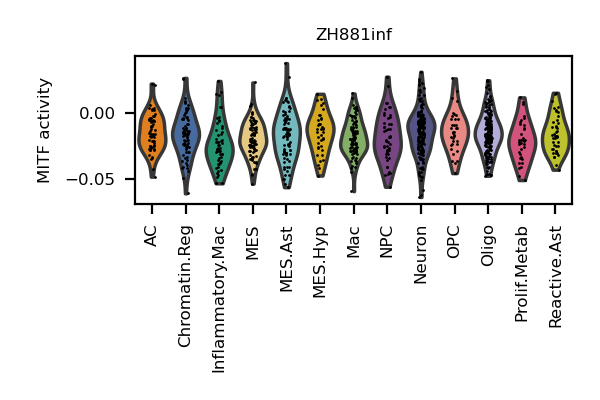 ZH881inf
MITF activity
0.00
−0.05
AC
Chromatin.Reg
Inflammatory.Mac
MES
MES.Ast
MES.Hyp
Mac
NPC
Neuron
OPC
Oligo
Prolif.Metab
Reactive.Ast